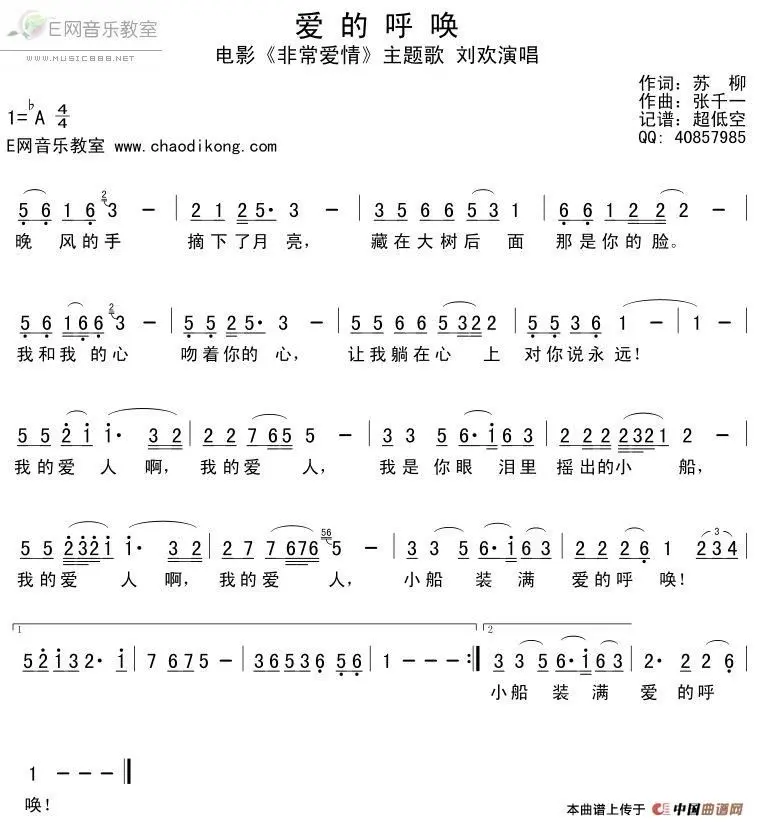 爱的呼唤
E网音乐教室
WWW.MUSIC888.NET
电影《非常爱情》主题歌 刘欢演唱
作词:苏 柳
作曲:张千一
记谱:超低空
QQ: 40857985
1=♭A 4/4
E网音乐教室 www.chaodikong.com
5 6 1 6 2 3 － | 2 1 2 5· 3 － | 3 5 6 6 5 3 1 | 6 6 1 2 2 2 － |
晚 风的手 摘下了月 亮, 藏在大树后 面 那是你的脸。
5 6 1 6 6 2 3 － | 5 5 2 5· 3 － | 5 5 6 6 5 3 2 2 | 5 5 3 6 1 － | 1 － |
我和我 的心 吻着你的 心, 让我躺在心 上 对你说永 远!
5 5 2 1 1· 3 2 | 2 2 7 6 5 5 － | 3 3 5 6· 1 6 3 | 2 2 2 2 3 2 1 2 － |
我的爱 人 啊, 我的爱 人, 我是 你眼 泪里 摇出的小 船,
5 5 2 3 2 1 1· 3 2 | 2 7 7 6 7 6 56 5 － | 3 3 5 6· 1 6 3 | 2 2 2 6 1 3 2 3 4 |
我的爱 人 啊, 我的爱 人, 小船 装 满 爱的呼 唤!
1 2
5 2 1 3 2· 1 | 7 6 7 5 － | 3 6 5 3 6 5 6 | 1 － － － :| 3 3 5 6· 1 6 3 | 2· 2 2 6 |
小船 装 满 爱 的呼
1 － － － ‖
唤!
本曲谱上传于 中国曲谱网